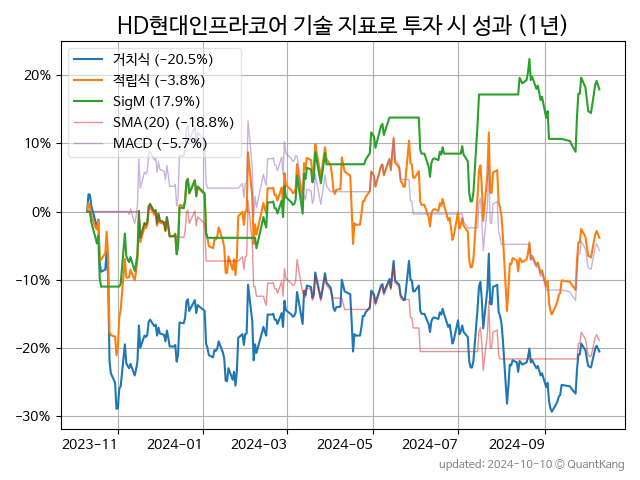 HD현대인프라코어 기술 지표로 투자 시 성과 (1년)
거치식 (−20.5%)
적립식 (−3.8%)
SigM (17.9%)
SMA(20) (−18.8%)
MACD (−5.7%)
20%
10%
0%
−10%
−20%
−30%
2023-11 2024-01 2024-03 2024-05 2024-07 2024-09
updated: 2024-10-10 © QuantKang